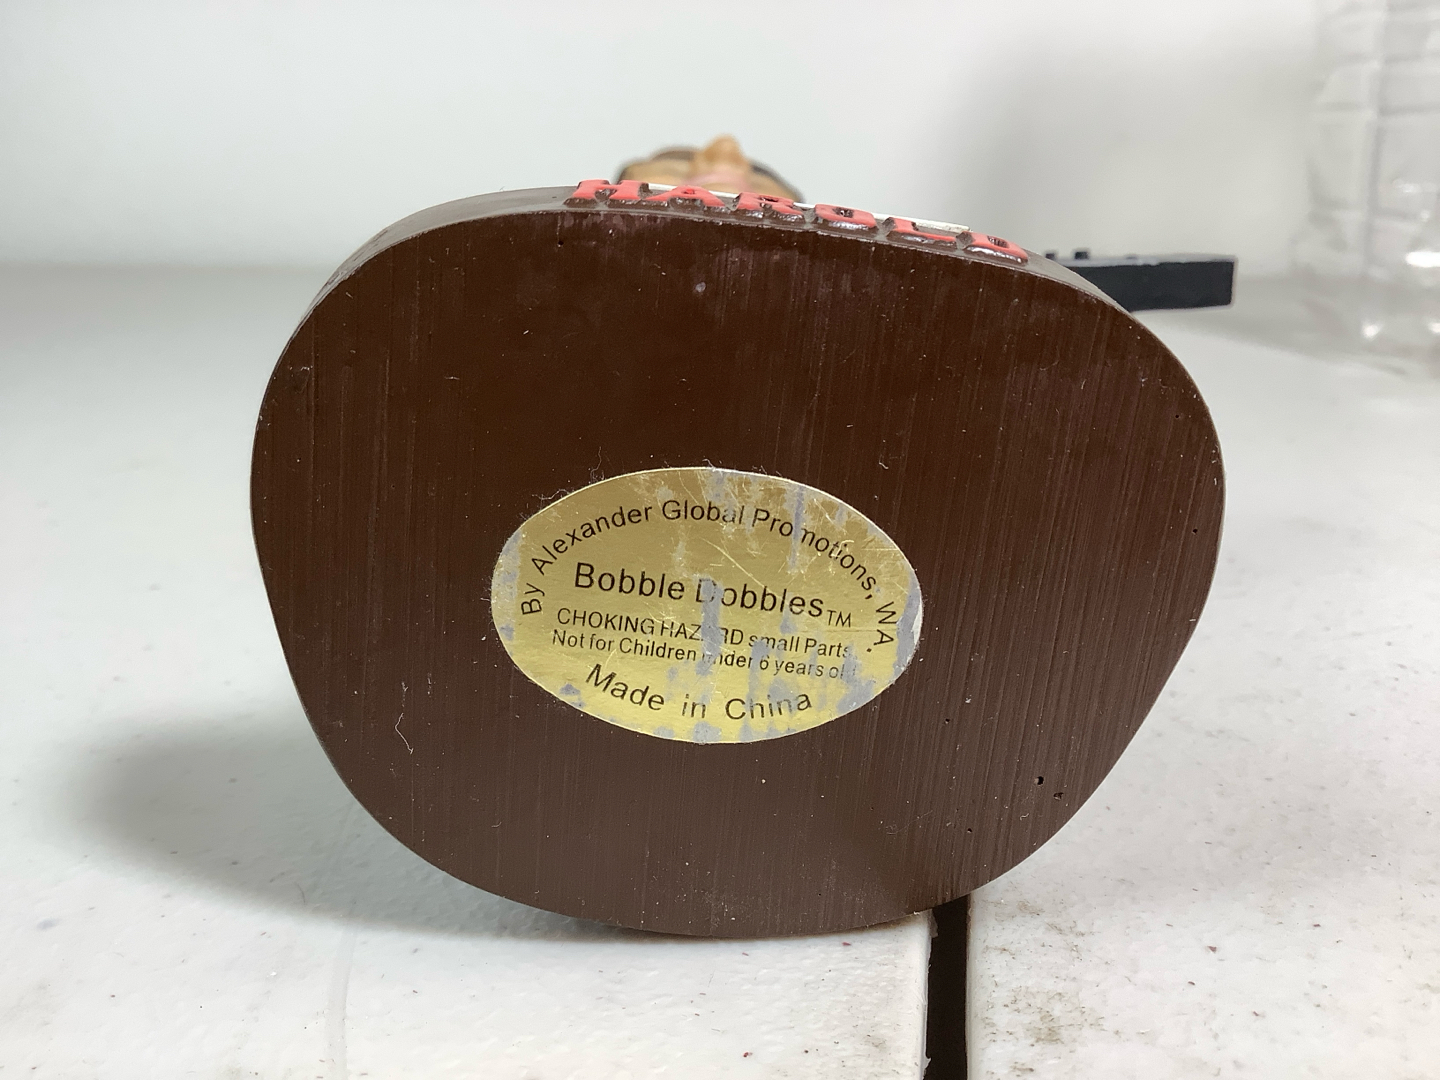 HAROLD
By Alexander Global Promotions, WA.
Bobble Dobbles™
CHOKING HAZARD small Parts.
Not for Children under 6 years old
Made in China